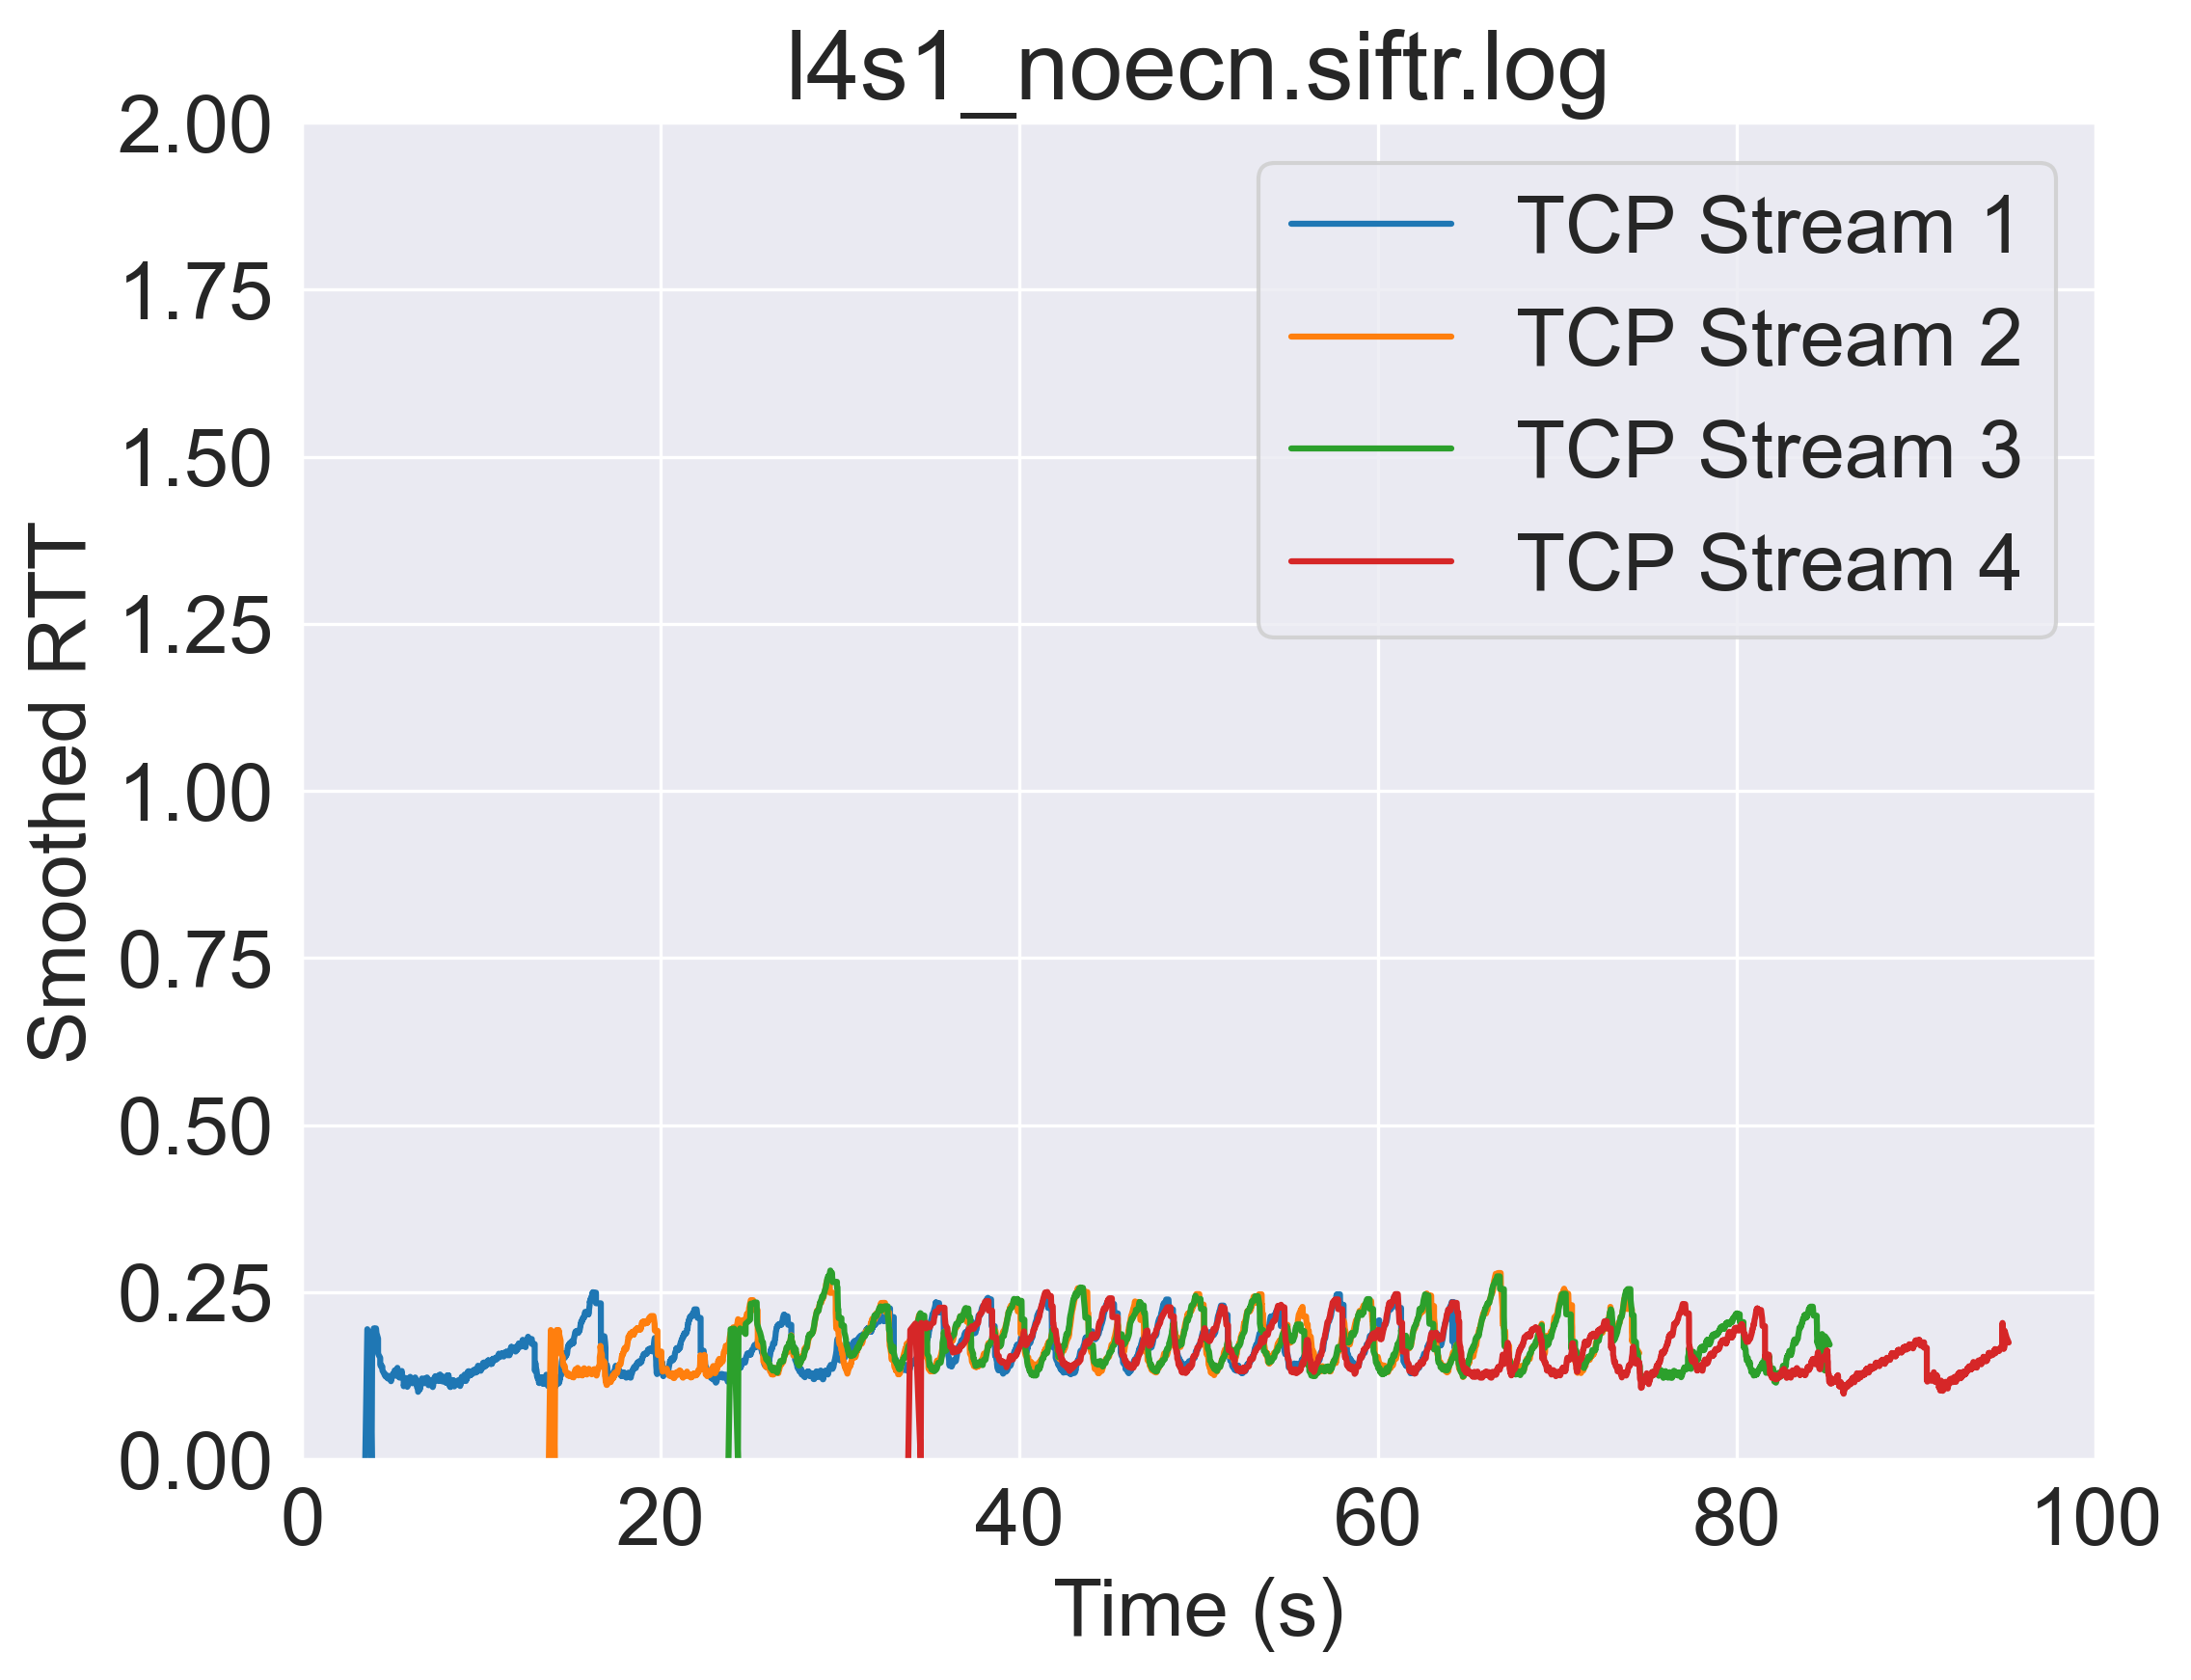 l4s1_noecn.siftr.log
2.00
1.75
1.50
1.25
1.00
0.75
0.50
0.25
0.00
Smoothed RTT
TCP Stream 1
TCP Stream 2
TCP Stream 3
TCP Stream 4
0 20 40 60 80 100
Time (s)